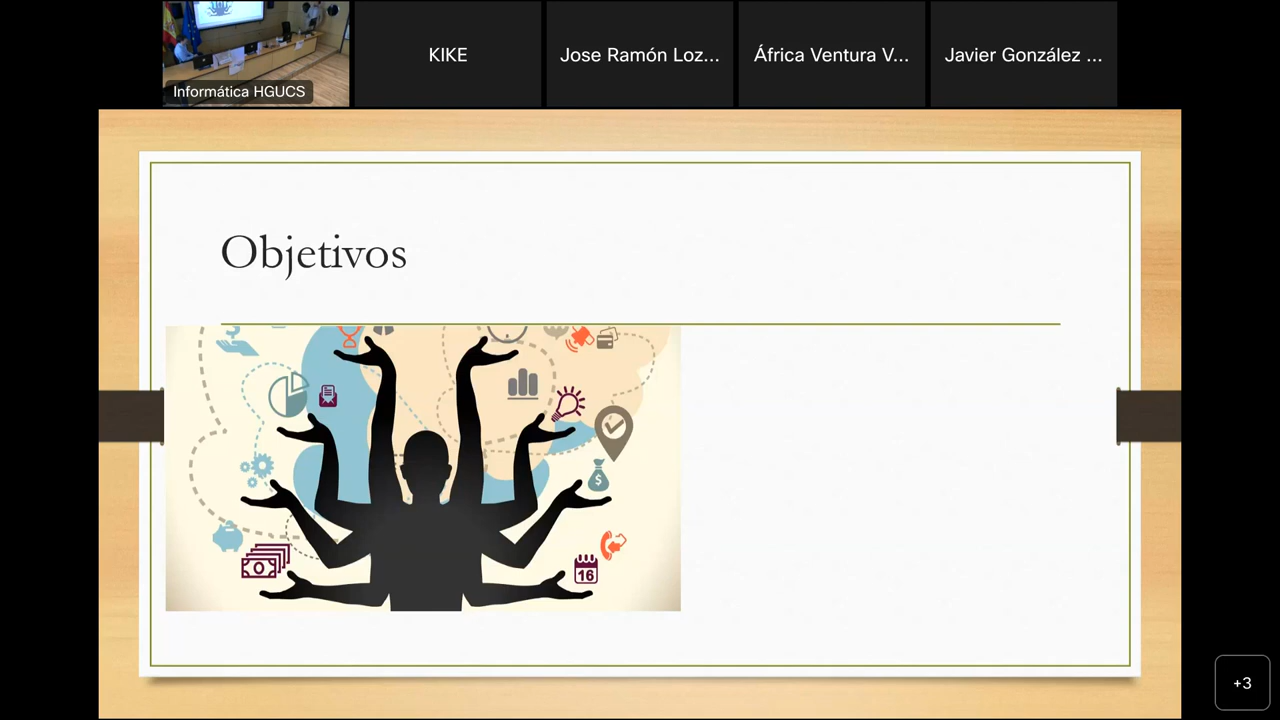 Informática HGUCS
KIKE
Jose Ramón Loz...
África Ventura V...
Javier González ...
Objetivos
$
$
16
+3